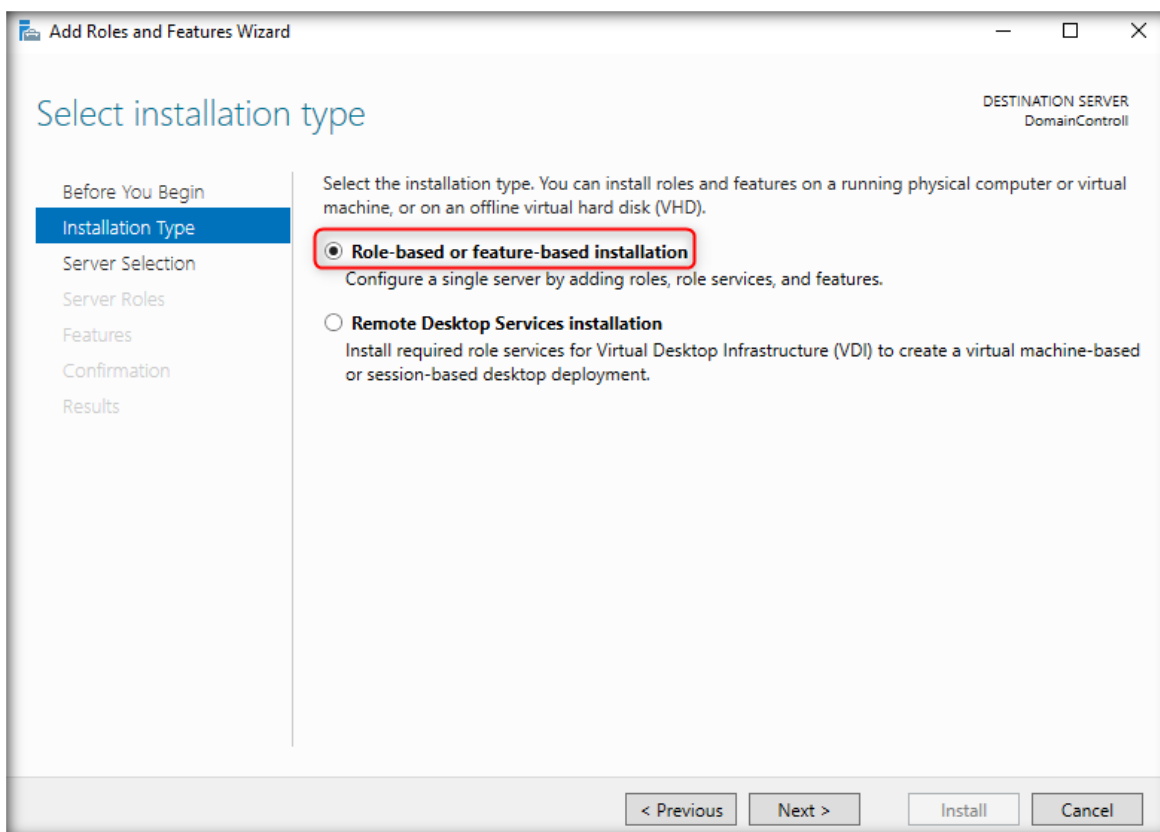 Add Roles and Features Wizard
Select installation type
DESTINATION SERVER
DomainControll
Before You Begin
Installation Type
Server Selection
Server Roles
Features
Confirmation
Results
Select the installation type. You can install roles and features on a running physical computer or virtual
machine, or on an offline virtual hard disk (VHD).
Role-based or feature-based installation
Configure a single server by adding roles, role services, and features.
Remote Desktop Services installation
Install required role services for Virtual Desktop Infrastructure (VDI) to create a virtual machine-based
or session-based desktop deployment.
< Previous
Next >
Install
Cancel